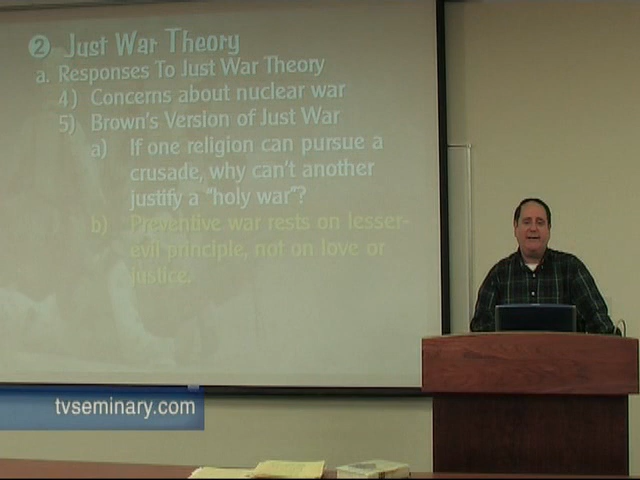 2 Just War Theory
a. Responses To Just War Theory
4) Concerns about nuclear war
5) Brown's Version of Just War
a) If one religion can pursue a
crusade, why can't another
justify a "holy war"?
b) Preventive war rests on lesser-
evil principle, not on love or
justice.
tvseminary.com